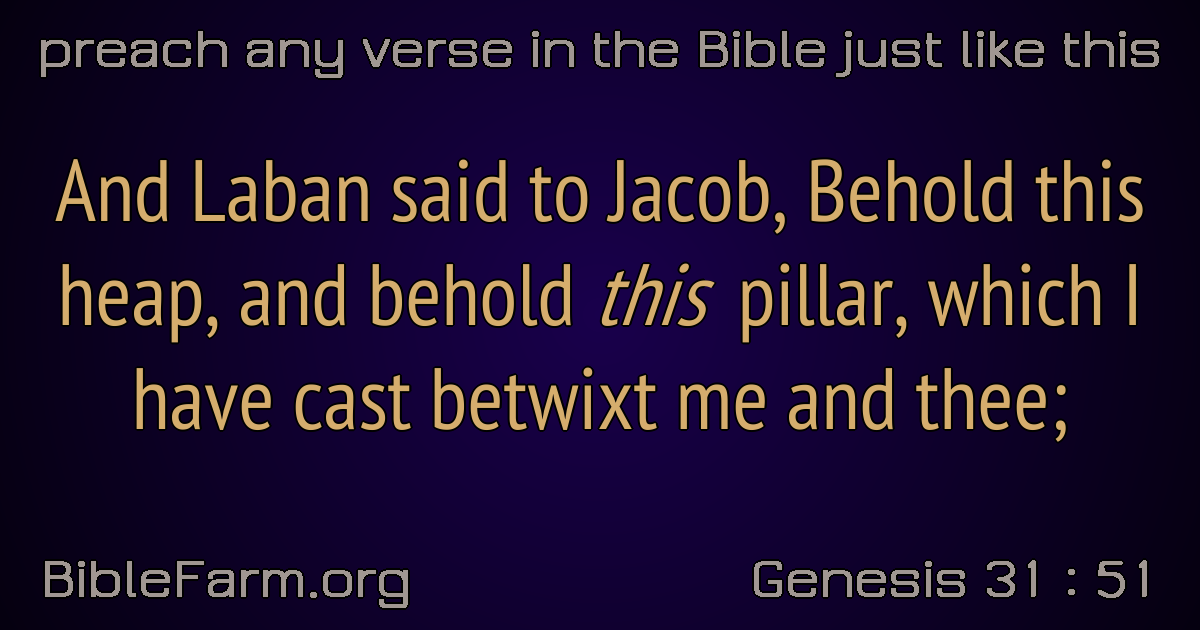 preach any verse in the Bible just like this
And Laban said to Jacob, Behold this
heap, and behold this pillar, which I
have cast betwixt me and thee;
BibleFarm.org
Genesis 31 : 51